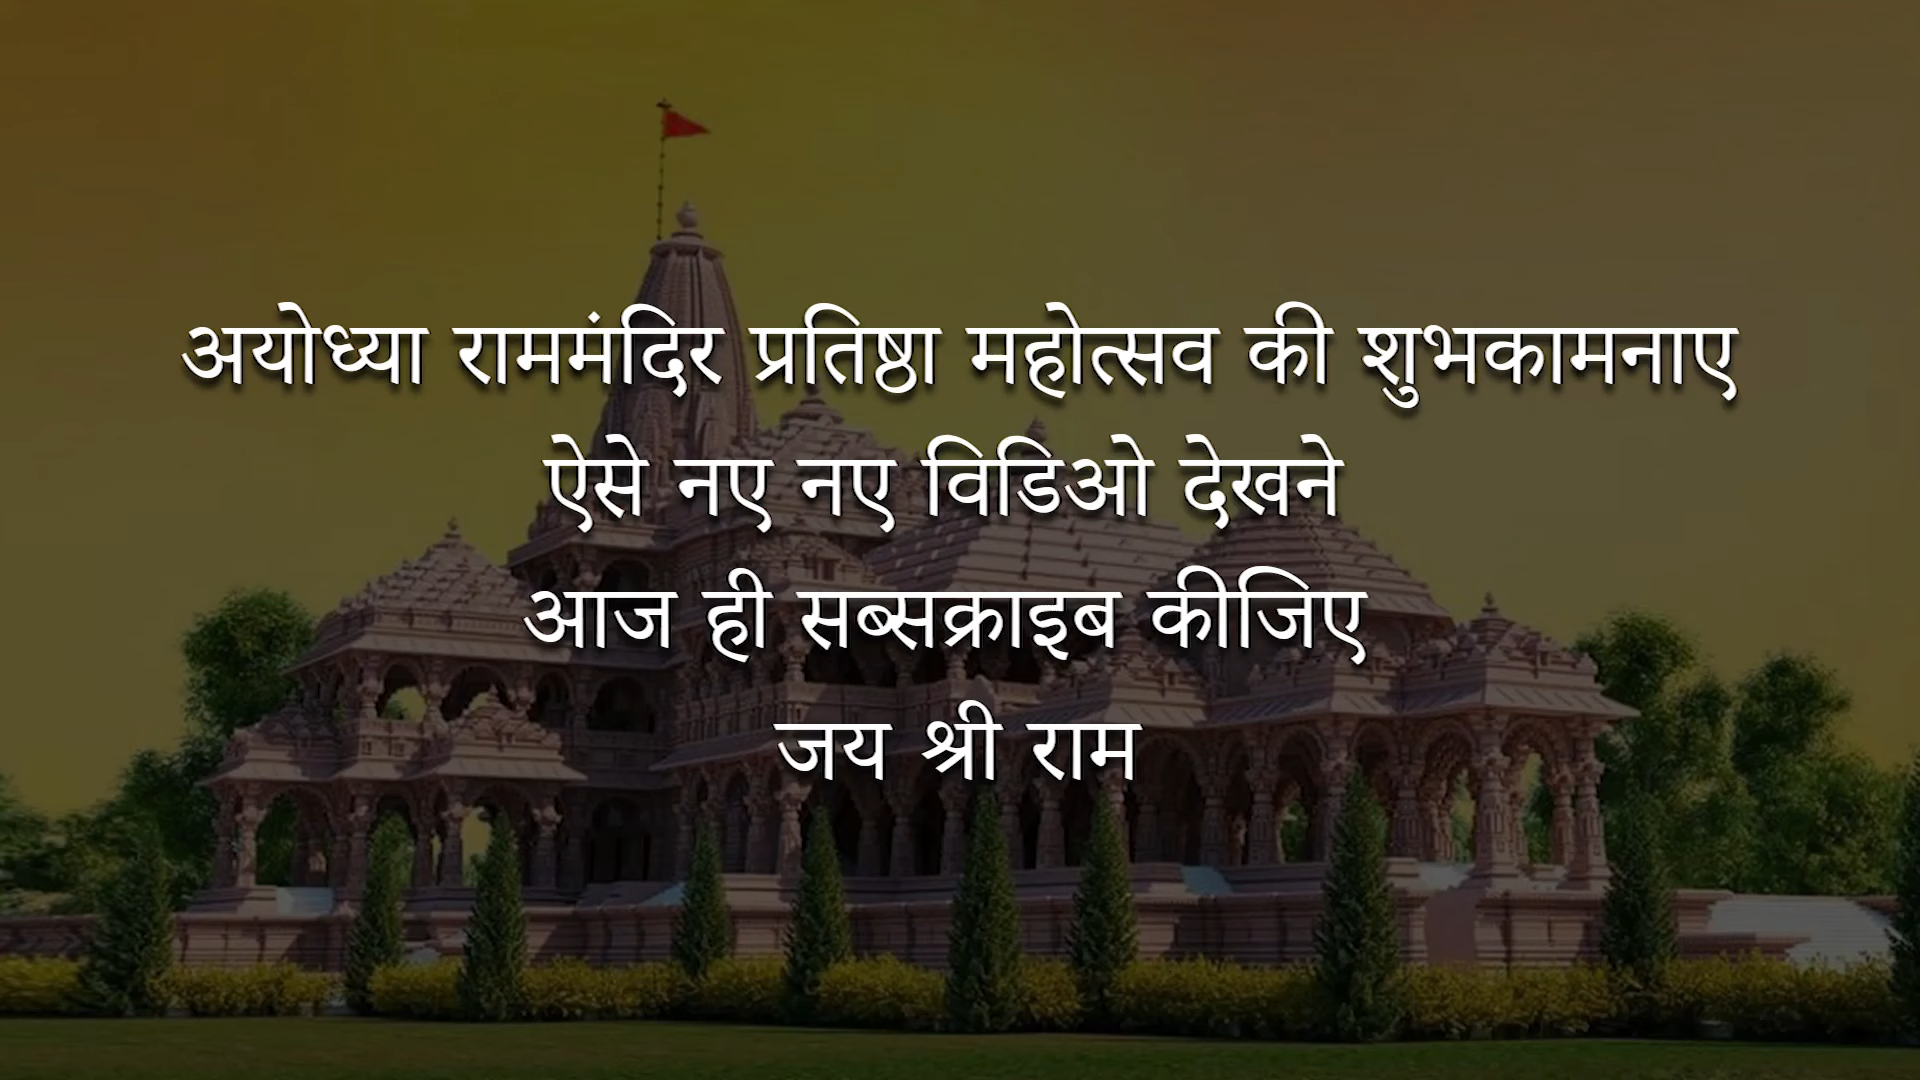 अयोध्या राममंदिर प्रतिष्ठा महोत्सव की शुभकामनाए
ऐसे नए नए विडिओ देखने
आज ही सब्सक्राइब कीजिए
जय श्री राम